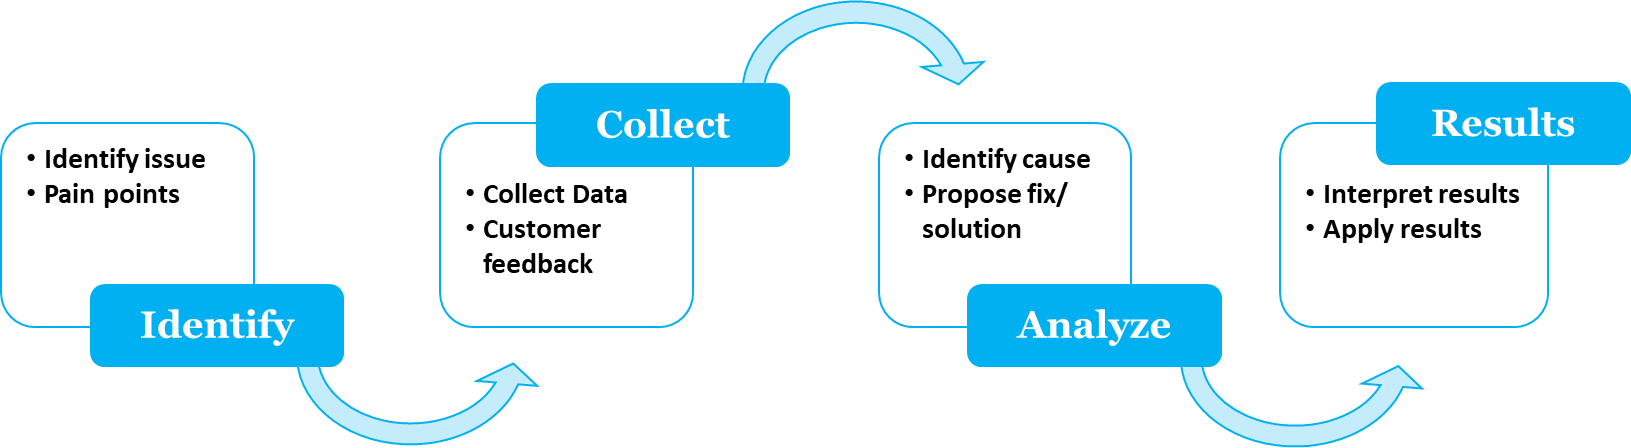 • Identify issue
• Pain points
Identify
Collect
• Collect Data
• Customer
feedback
• Identify cause
• Propose fix/
solution
Analyze
Results
• Interpret results
• Apply results